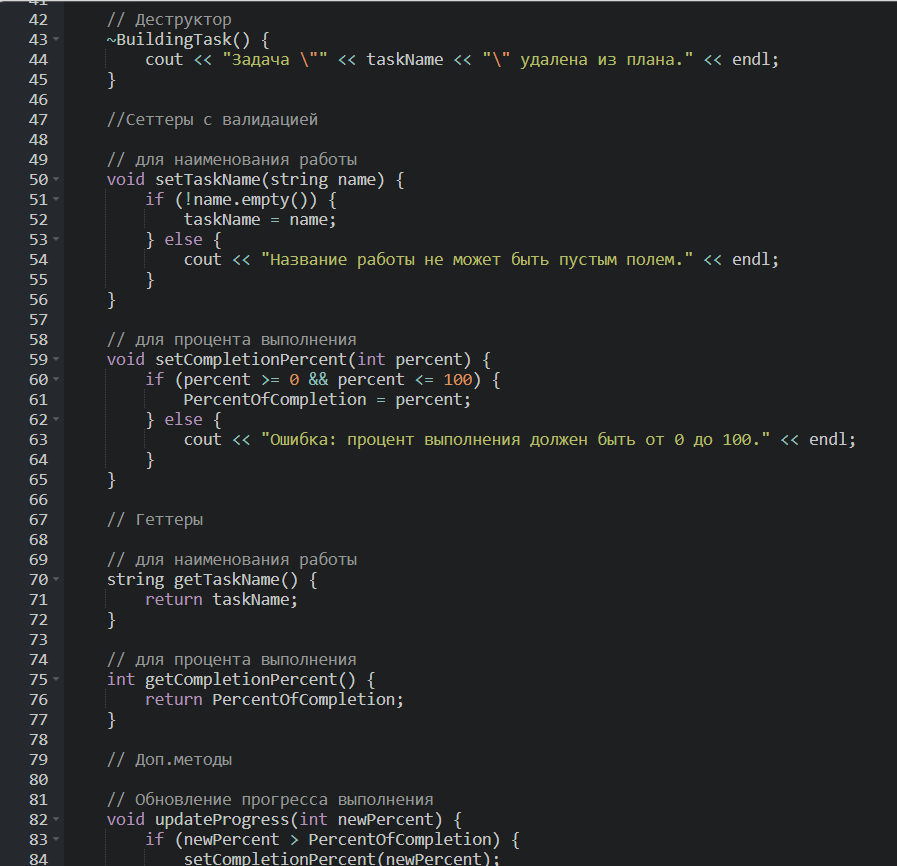 41
42 // Деструктор
43 ~BuildingTask() {
44 cout << "Задача \"" << taskName << "\" удалена из плана." << endl;
45 }
46
47 //Сеттеры с валидацией
48
49 // для наименования работы
50 void setTaskName(string name) {
51 if (!name.empty()) {
52 taskName = name;
53 } else {
54 cout << "Название работы не может быть пустым полем." << endl;
55 }
56 }
57
58 // для процента выполнения
59 void setCompletionPercent(int percent) {
60 if (percent >= 0 && percent <= 100) {
61 PercentOfCompletion = percent;
62 } else {
63 cout << "Ошибка: процент выполнения должен быть от 0 до 100." << endl;
64 }
65 }
66
67 // Геттеры
68
69 // для наименования работы
70 string getTaskName() {
71 return taskName;
72 }
73
74 // для процента выполнения
75 int getCompletionPercent() {
76 return PercentOfCompletion;
77 }
78
79 // Доп.методы
80
81 // Обновление прогресса выполнения
82 void updateProgress(int newPercent) {
83 if (newPercent > PercentOfCompletion) {
84 setCompletionPercent(newPercent);